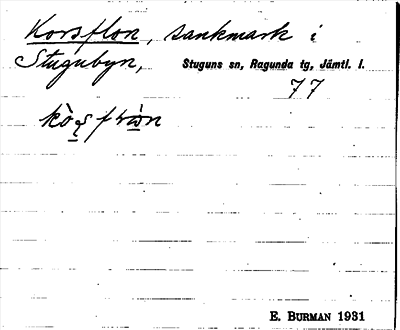 Korsflon, sankmark i
Stugubyn, Stuguns sn, Ragunda tg, Jämtl. l.
77
E. BURMAN 1931